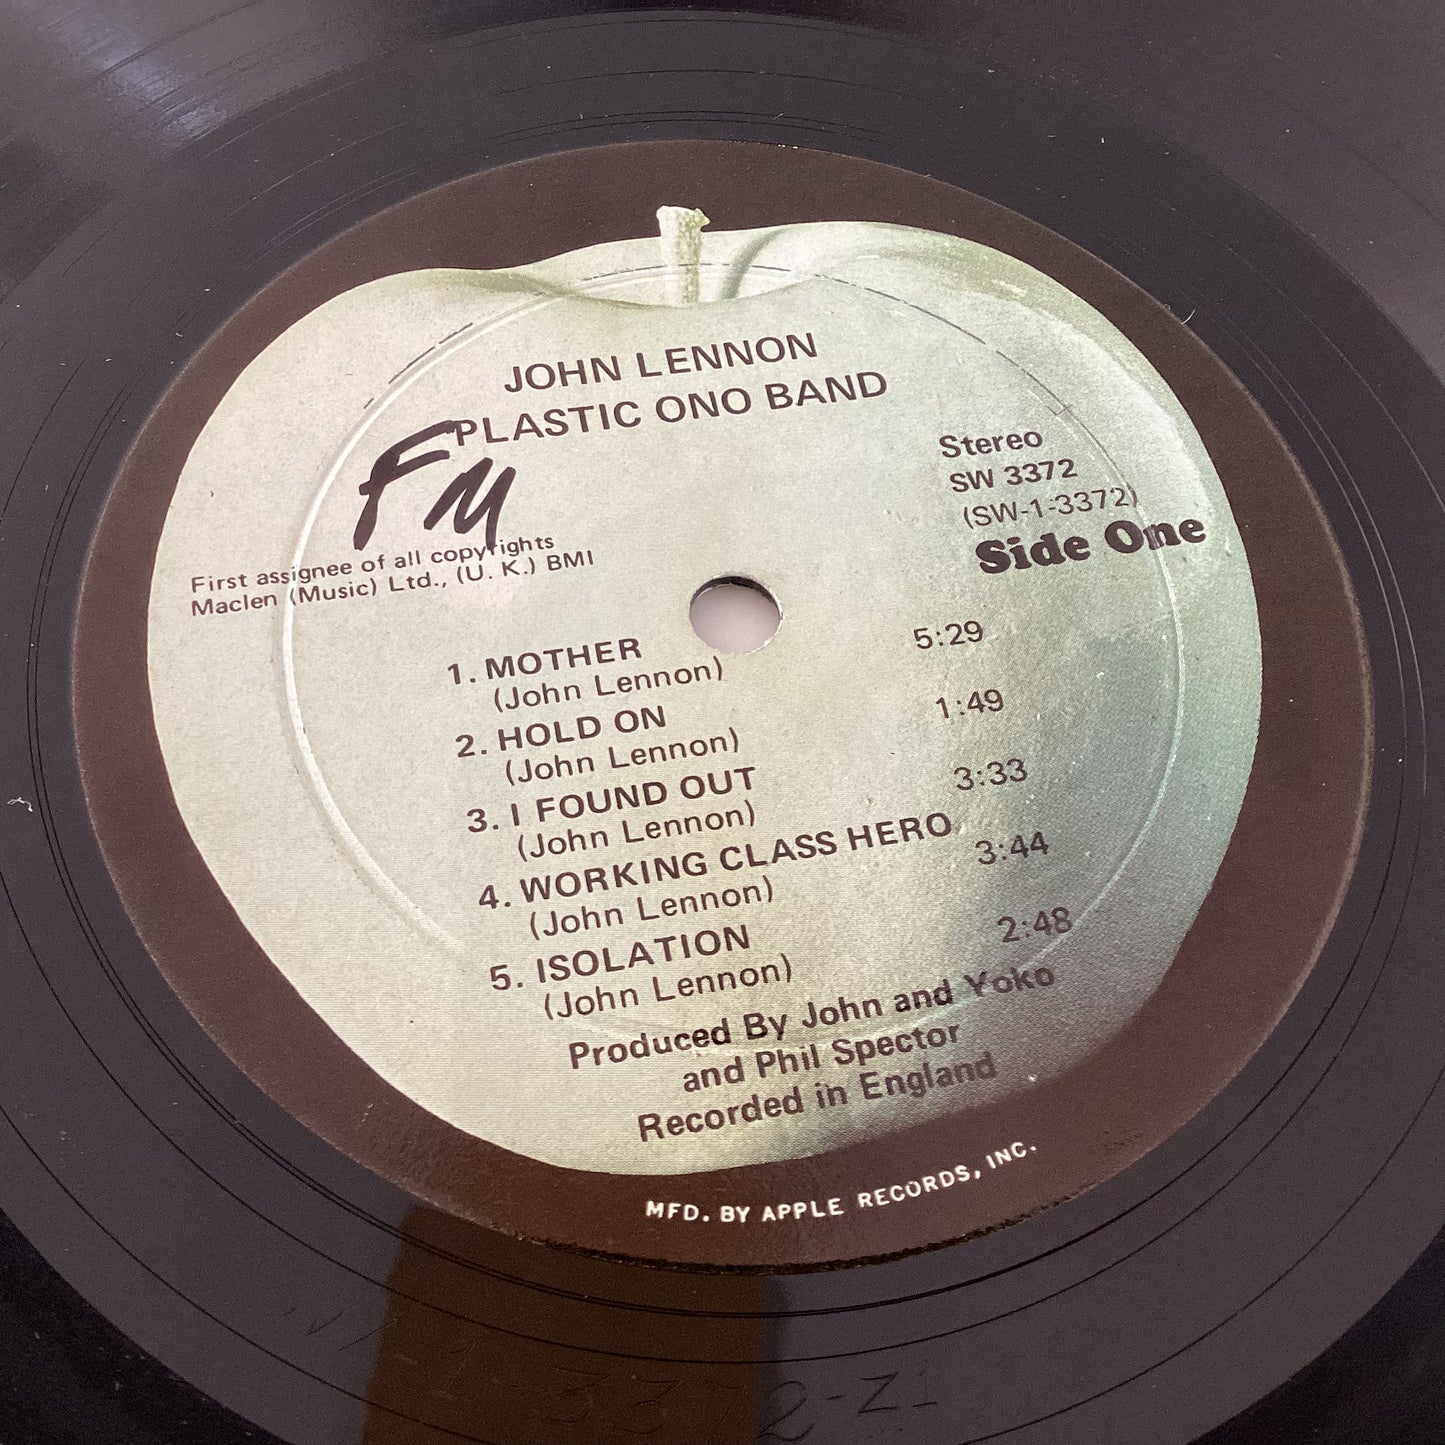 JOHN LENNON
PLASTIC ONO BAND
FM
Stereo
SW 3372
(SW-1-3372)
Side One
First assignee of all copyrights
Maclen (Music) Ltd., (U. K.) BMI
1. MOTHER 5:29
(John Lennon)
2. HOLD ON 1:49
(John Lennon)
3. I FOUND OUT 3:33
(John Lennon)
4. WORKING CLASS HERO 3:44
(John Lennon)
5. ISOLATION 2:48
(John Lennon)
Produced By John and Yoko
and Phil Spector
Recorded in England
MFD. BY APPLE RECORDS, INC.